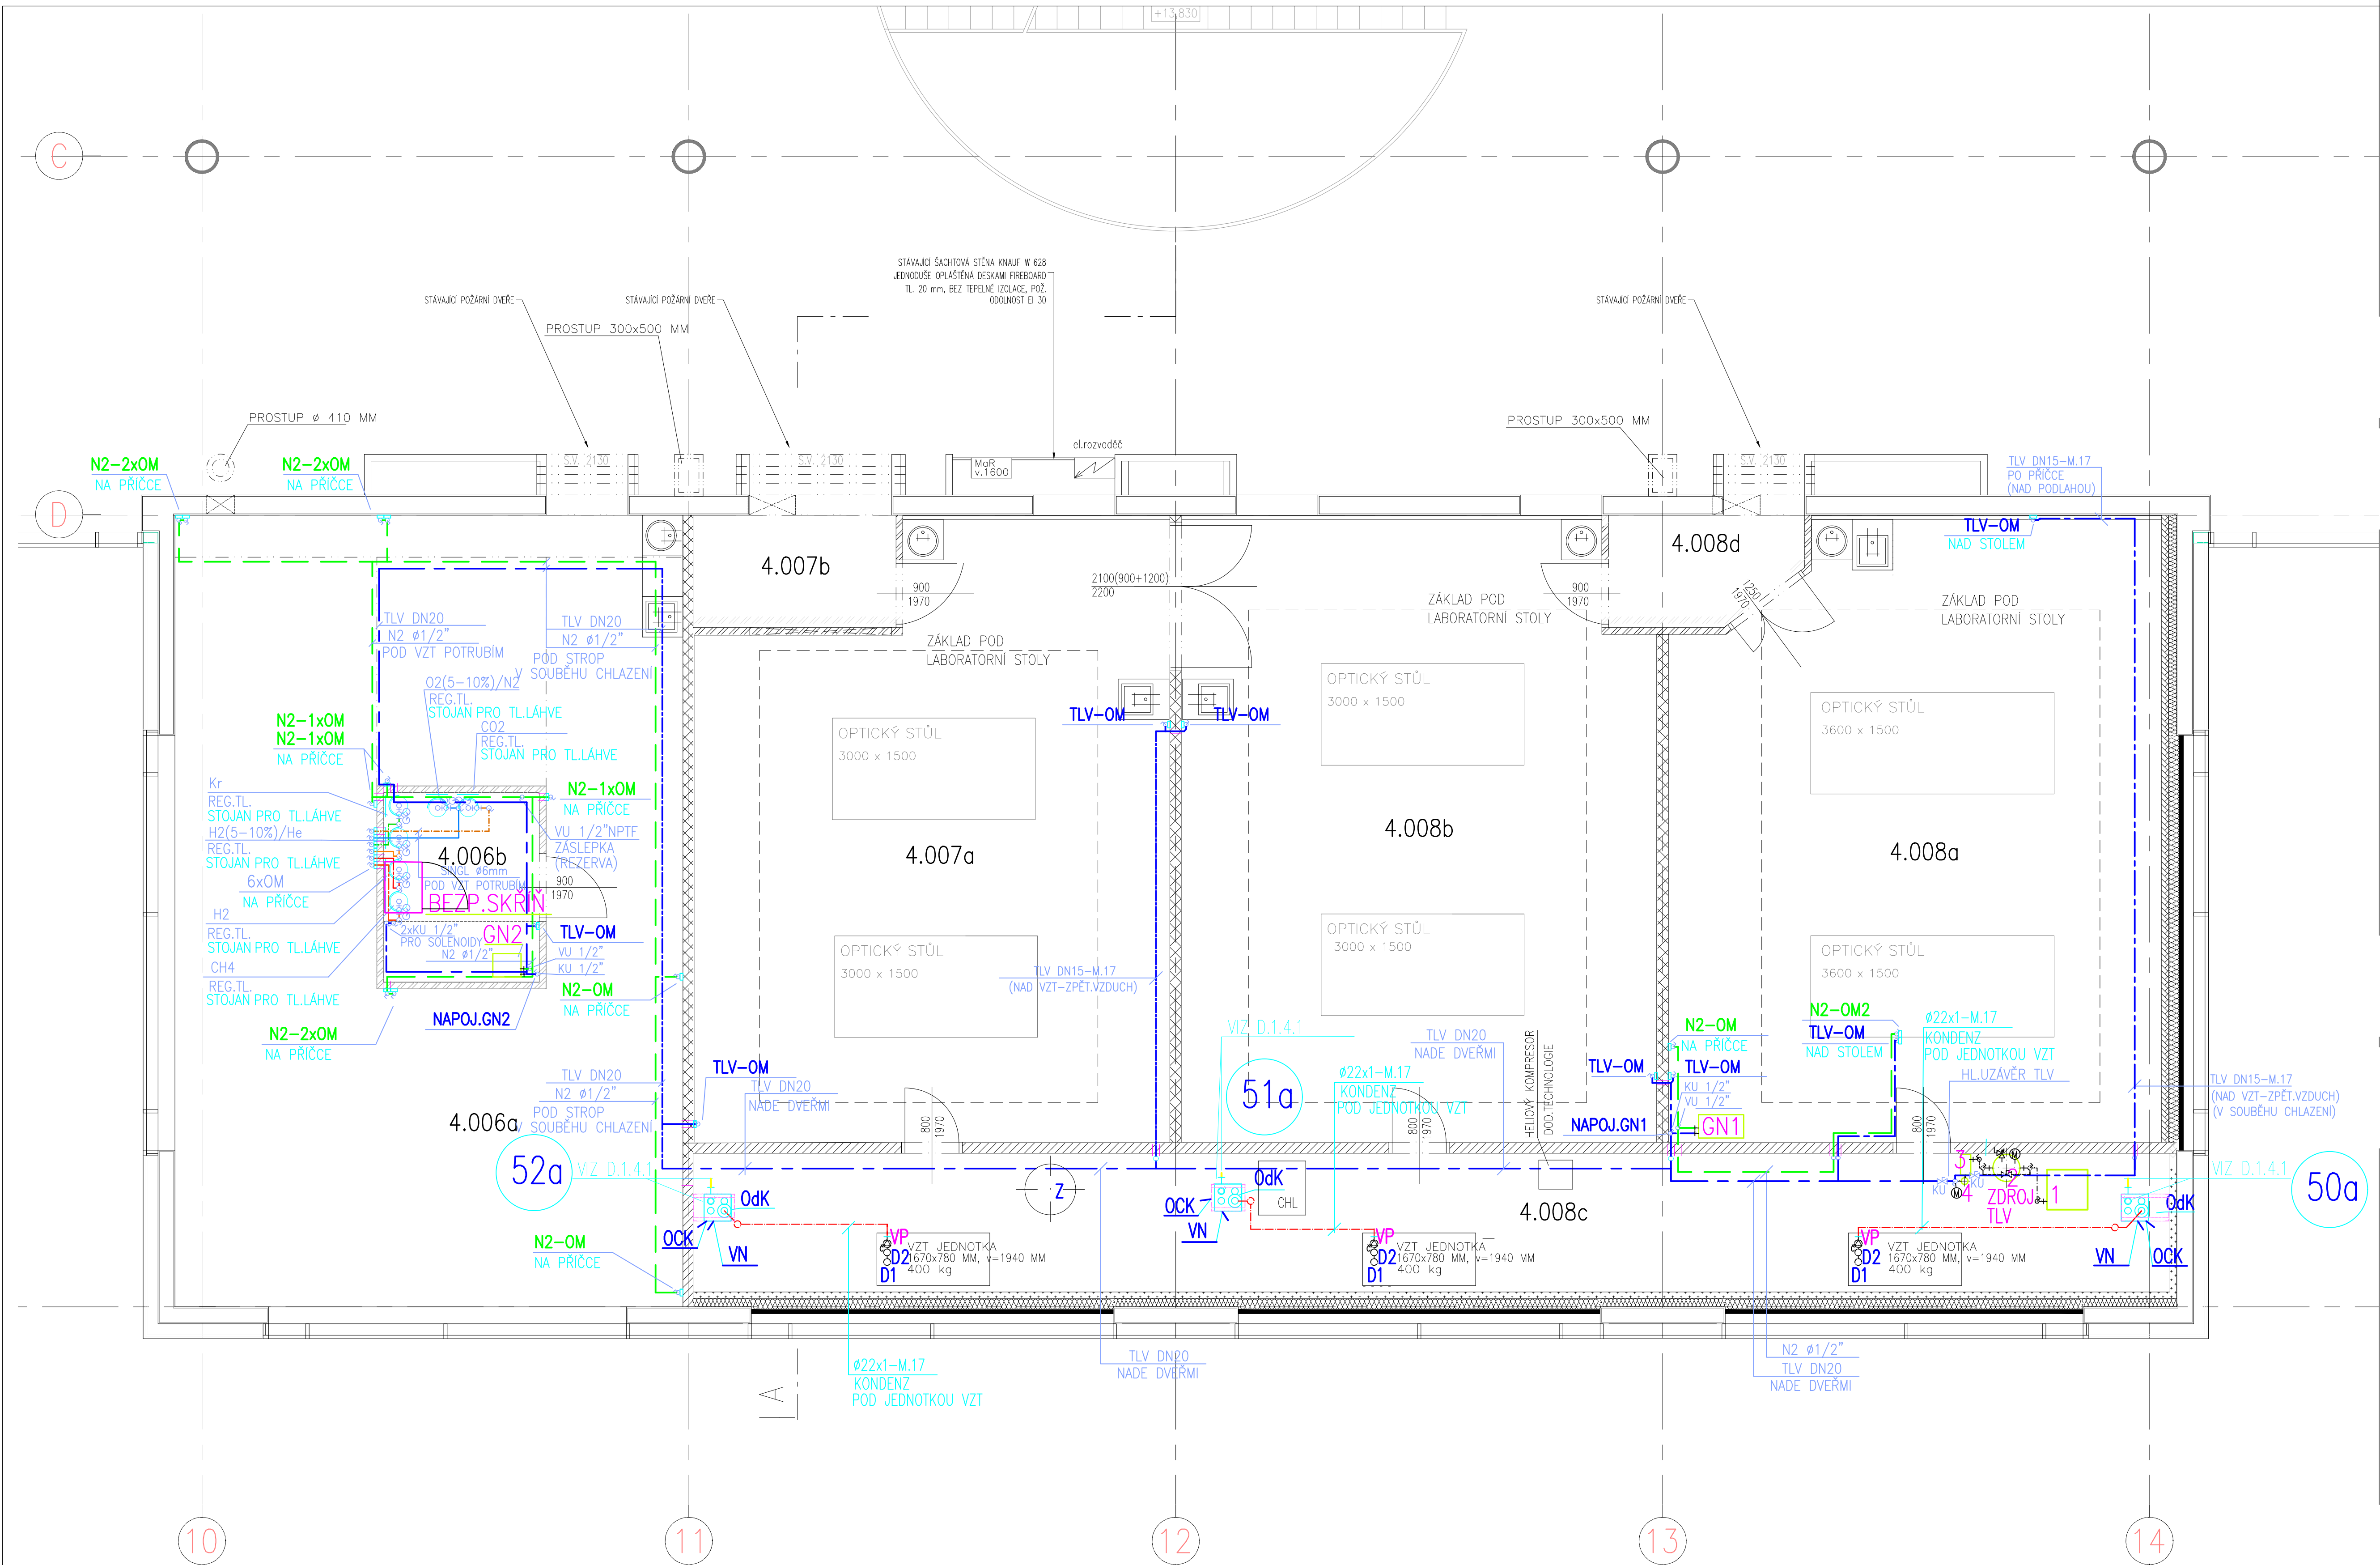 +13,830
C
STÁVAJÍCÍ ŠACHTOVÁ STĚNA KNAUF W 628
JEDNODUŠE OPLÁŠTĚNÁ DESKAMI FIREBOARD
TL. 20 mm, BEZ TEPELNÉ IZOLACE, POŽ.
ODOLNOST EI 30
STÁVAJÍCÍ POŽÁRNÍ DVEŘE
STÁVAJÍCÍ POŽÁRNÍ DVEŘE
STÁVAJÍCÍ POŽÁRNÍ DVEŘE
PROSTUP 300x500 MM
PROSTUP ø 410 MM
PROSTUP 300x500 MM
el.rozvaděč
MaR
v.1600
S.V. 2130
S.V. 2130
S.V. 2130
N2-2xOM
NA PŘÍČCE
N2-2xOM
NA PŘÍČCE
TLV DN15-M.17
PO PŘÍČCE
(NAD PODLAHOU)
D
TLV-OM
NAD STOLEM
4.007b
4.008d
900
1970
2100(900+1200)
2200
900
1970
1250
1970
ZÁKLAD POD
LABORATORNÍ STOLY
ZÁKLAD POD
LABORATORNÍ STOLY
ZÁKLAD POD
LABORATORNÍ STOLY
TLV DN20
N2 ø1/2"
POD VZT POTRUBÍM
TLV DN20
N2 ø1/2"
POD STROP
V SOUBĚHU CHLAZENÍ
O2(5-10%)/N2
REG.TL.
STOJAN PRO TL.LÁHVE
CO2
REG.TL.
STOJAN PRO TL.LÁHVE
OPTICKÝ STŮL
3000 x 1500
OPTICKÝ STŮL
3000 x 1500
OPTICKÝ STŮL
3600 x 1500
TLV-OM
TLV-OM
N2-1xOM
N2-1xOM
NA PŘÍČCE
Kr
REG.TL.
STOJAN PRO TL.LÁHVE
H2(5-10%)/He
REG.TL.
STOJAN PRO TL.LÁHVE
6xOM
NA PŘÍČCE
H2
REG.TL.
STOJAN PRO TL.LÁHVE
CH4
REG.TL.
STOJAN PRO TL.LÁHVE
N2-1xOM
NA PŘÍČCE
VU 1/2"NPTF
ZÁSLEPKA
(REZERVA)
4.006b
SINGL ø6mm
POD VZT POTRUBÍM
900
1970
BEZP.SKŘÍŇ
2xKU 1/2"
PRO SOLENOIDY
N2 ø1/2"
GN2
TLV-OM
VU 1/2"
KU 1/2"
N2-OM
NA PŘÍČCE
NAPOJ.GN2
N2-2xOM
NA PŘÍČCE
4.007a
4.008b
4.008a
OPTICKÝ STŮL
3000 x 1500
OPTICKÝ STŮL
3000 x 1500
OPTICKÝ STŮL
3600 x 1500
TLV DN15-M.17
(NAD VZT-ZPĚT.VZDUCH)
VIZ D.1.4.1
51a
TLV DN20
NADE DVEŘMI
N2-OM
NA PŘÍČCE
N2-OM2
TLV-OM
NAD STOLEM
ø22x1-M.17
KONDENZ
POD JEDNOTKOU VZT
HL.UZÁVĚR TLV
TLV DN15-M.17
(NAD VZT-ZPĚT.VZDUCH)
(V SOUBĚHU CHLAZENÍ)
TLV DN20
N2 ø1/2"
POD STROP
V SOUBĚHU CHLAZENÍ
TLV-OM
TLV DN20
NADE DVEŘMI
ø22x1-M.17
KONDENZ
POD JEDNOTKOU VZT
HELIOVÝ KOMPRESOR
DOD.TECHNOLOGIE
TLV-OM
TLV-OM
KU 1/2"
VU 1/2"
NAPOJ.GN1
GN1
800
1970
800
1970
800
1970
4.006a
52a
VIZ D.1.4.1
OdK
OCK
VN
Z
OdK
OCK
VN
CHL
4.008c
3
4
2
1
KU
KU
M
M
ZDROJ
TLV
VIZ D.1.4.1
50a
OdK
VN
OCK
N2-OM
NA PŘÍČCE
VP
D2
D1
VZT JEDNOTKA
1670x780 MM, v=1940 MM
400 kg
VP
D2
D1
VZT JEDNOTKA
1670x780 MM, v=1940 MM
400 kg
VP
D2
D1
VZT JEDNOTKA
1670x780 MM, v=1940 MM
400 kg
ø22x1-M.17
KONDENZ
POD JEDNOTKOU VZT
TLV DN20
NADE DVEŘMI
N2 ø1/2"
TLV DN20
NADE DVEŘMI
A
10
11
12
13
14